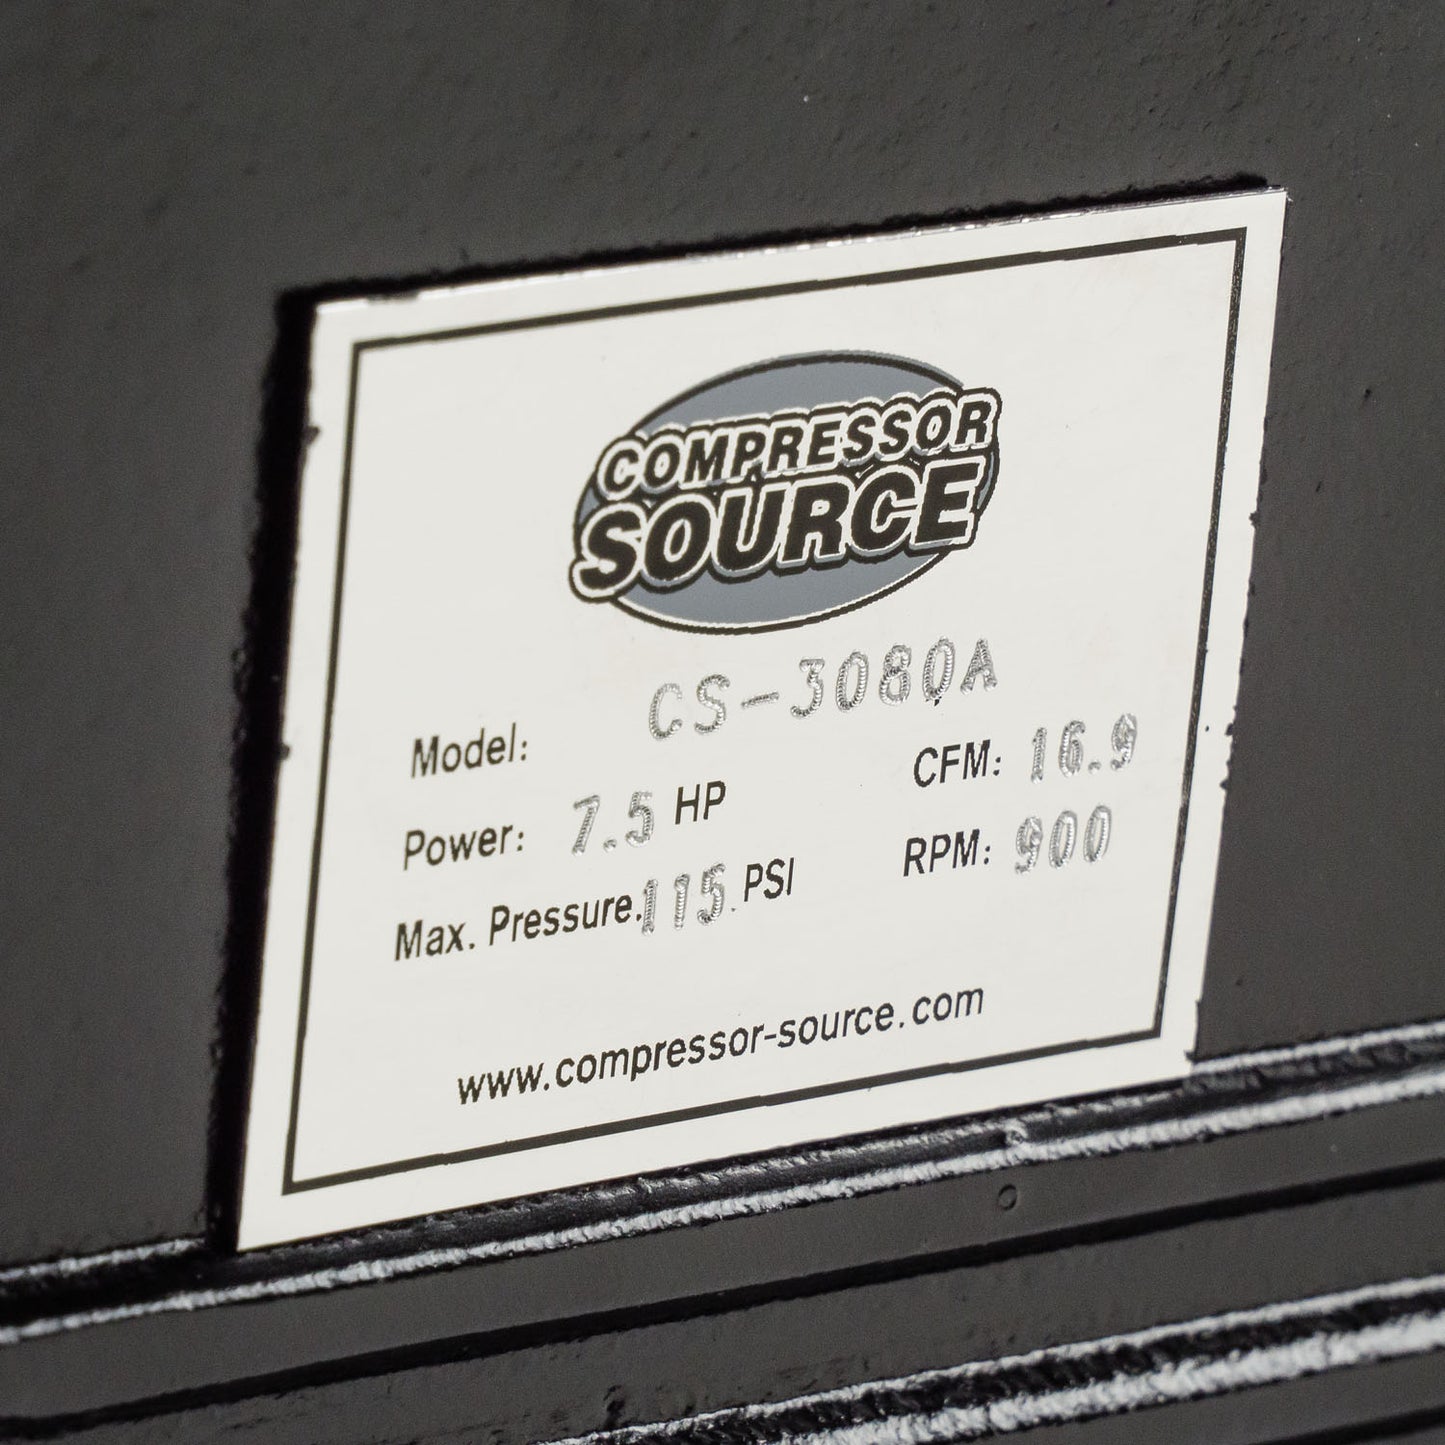 COMPRESSOR
SOURCE
Model: CS-3080A
Power: 7.5 HP CFM: 16.9
Max. Pressure. 115 PSI RPM: 900
www.compressor-source.com